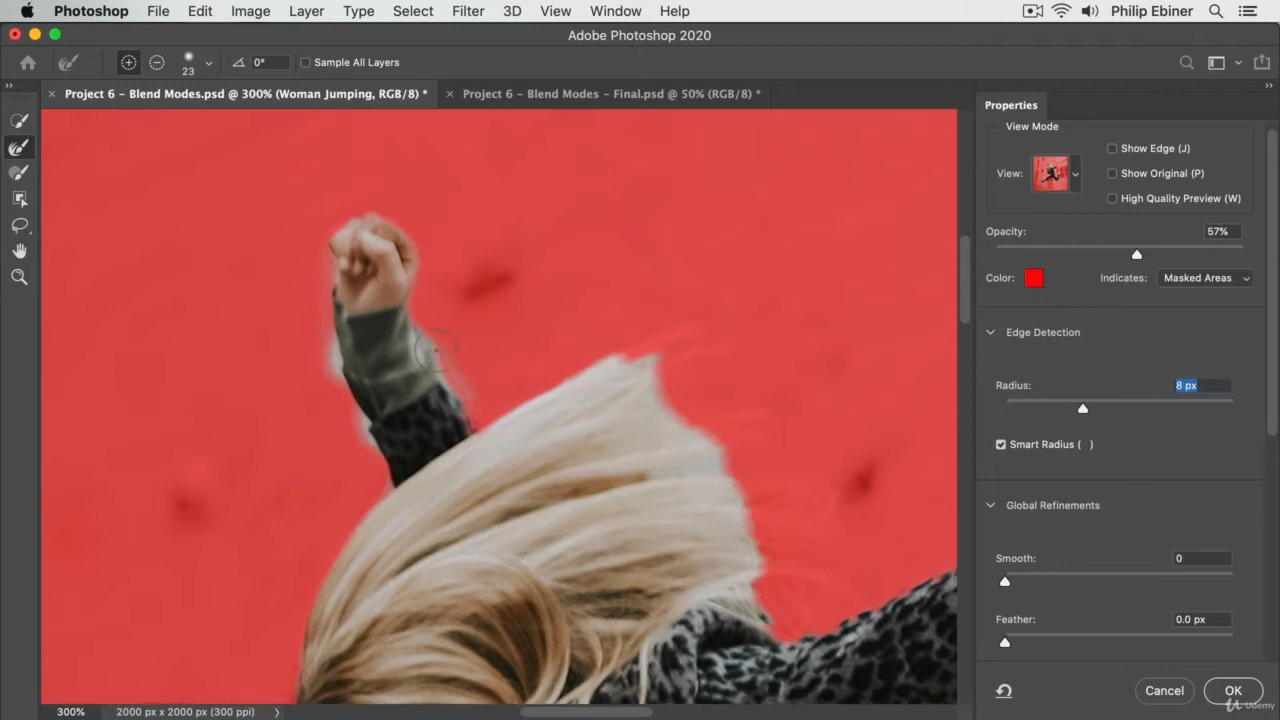 Photoshop File Edit Image Layer Type Select Filter 3D View Window Help Philip Ebiner
Adobe Photoshop 2020
23 0° Sample All Layers
× Project 6 – Blend Modes.psd @ 300% (Woman Jumping, RGB/8) * × Project 6 – Blend Modes – Final.psd @ 50% (RGB/8) *
Properties
View Mode
Show Edge (J)
View: Show Original (P)
High Quality Preview (W)
Opacity: 57%
Color: Indicates: Masked Areas
Edge Detection
Radius: 8 px
Smart Radius ( )
Global Refinements
Smooth: 0
Feather: 0.0 px
Cancel OK
Udemy
300% 2000 px x 2000 px (300 ppi)